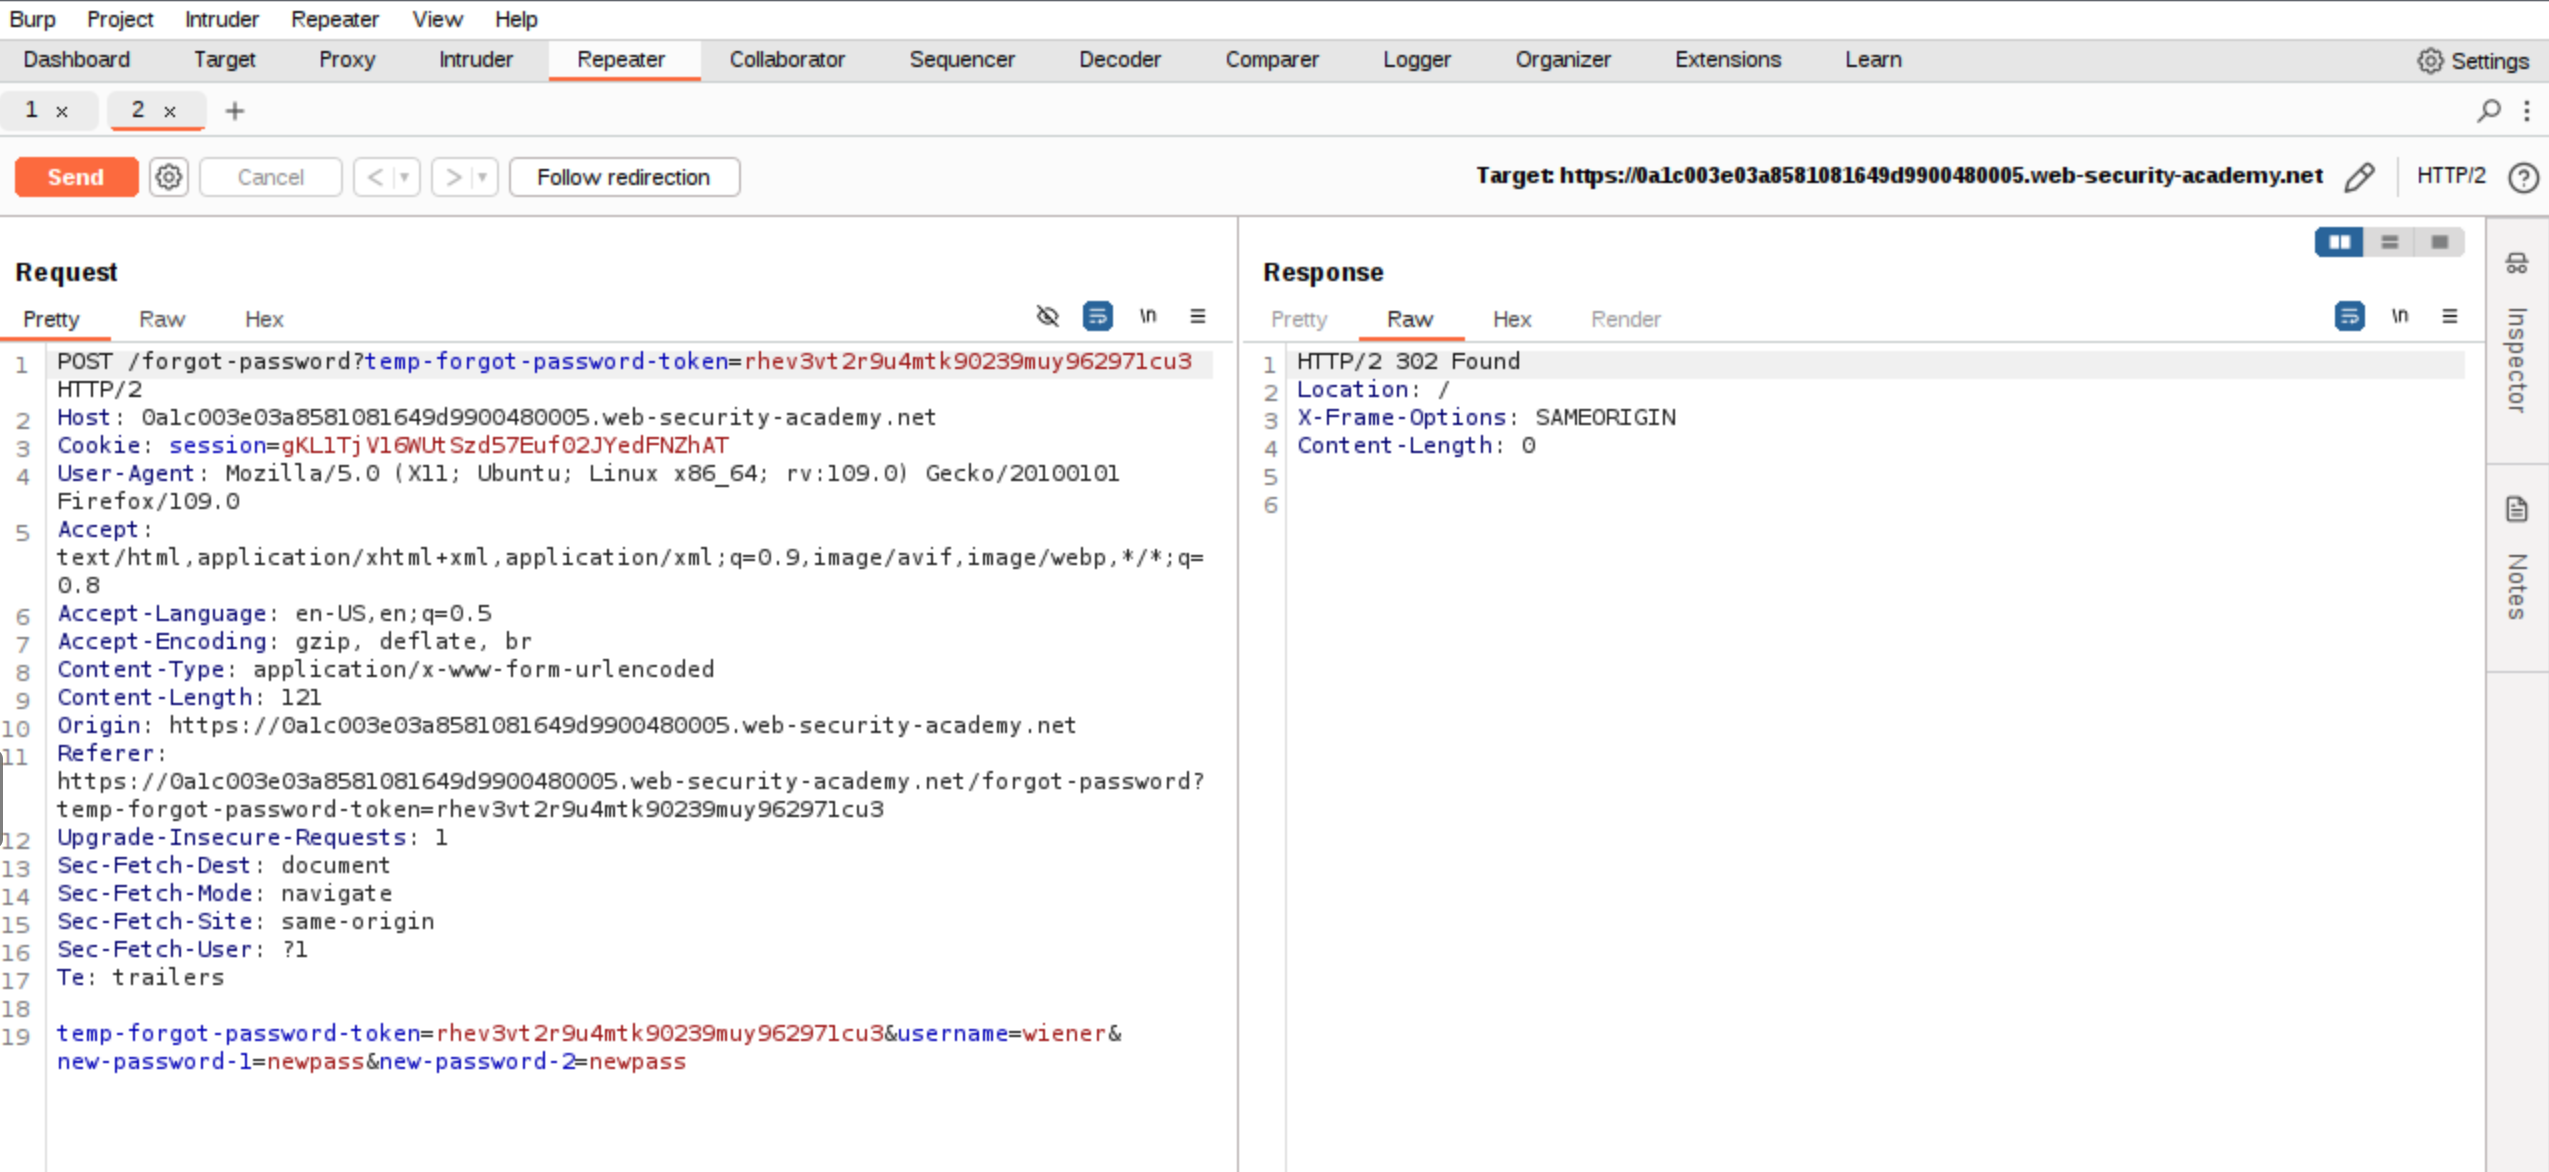 Burp Project Intruder Repeater View Help
Dashboard Target Proxy Intruder Repeater Collaborator Sequencer Decoder Comparer Logger Organizer Extensions Learn Settings
1 × 2 × +
Send Cancel < > Follow redirection Target: https://0a1c003e03a8581081649d9900480005.web-security-academy.net HTTP/2 ?
Request
Pretty Raw Hex \n
1 POST /forgot-password?temp-forgot-password-token=rhev3vt2r9u4mtk90239muy962971cu3
HTTP/2
2 Host: 0a1c003e03a8581081649d9900480005.web-security-academy.net
3 Cookie: session=gKL1TjV16WUtSzd57Euf02JYedFNZhAT
4 User-Agent: Mozilla/5.0 (X11; Ubuntu; Linux x86_64; rv:109.0) Gecko/20100101
Firefox/109.0
5 Accept:
text/html,application/xhtml+xml,application/xml;q=0.9,image/avif,image/webp,*/*;q=
0.8
6 Accept-Language: en-US,en;q=0.5
7 Accept-Encoding: gzip, deflate, br
8 Content-Type: application/x-www-form-urlencoded
9 Content-Length: 121
10 Origin: https://0a1c003e03a8581081649d9900480005.web-security-academy.net
11 Referer:
https://0a1c003e03a8581081649d9900480005.web-security-academy.net/forgot-password?
temp-forgot-password-token=rhev3vt2r9u4mtk90239muy962971cu3
12 Upgrade-Insecure-Requests: 1
13 Sec-Fetch-Dest: document
14 Sec-Fetch-Mode: navigate
15 Sec-Fetch-Site: same-origin
16 Sec-Fetch-User: ?1
17 Te: trailers
18
19 temp-forgot-password-token=rhev3vt2r9u4mtk90239muy962971cu3&username=wiener&
new-password-1=newpass&new-password-2=newpass
Response
Pretty Raw Hex Render \n
1 HTTP/2 302 Found
2 Location: /
3 X-Frame-Options: SAMEORIGIN
4 Content-Length: 0
5
6
Inspector
Notes